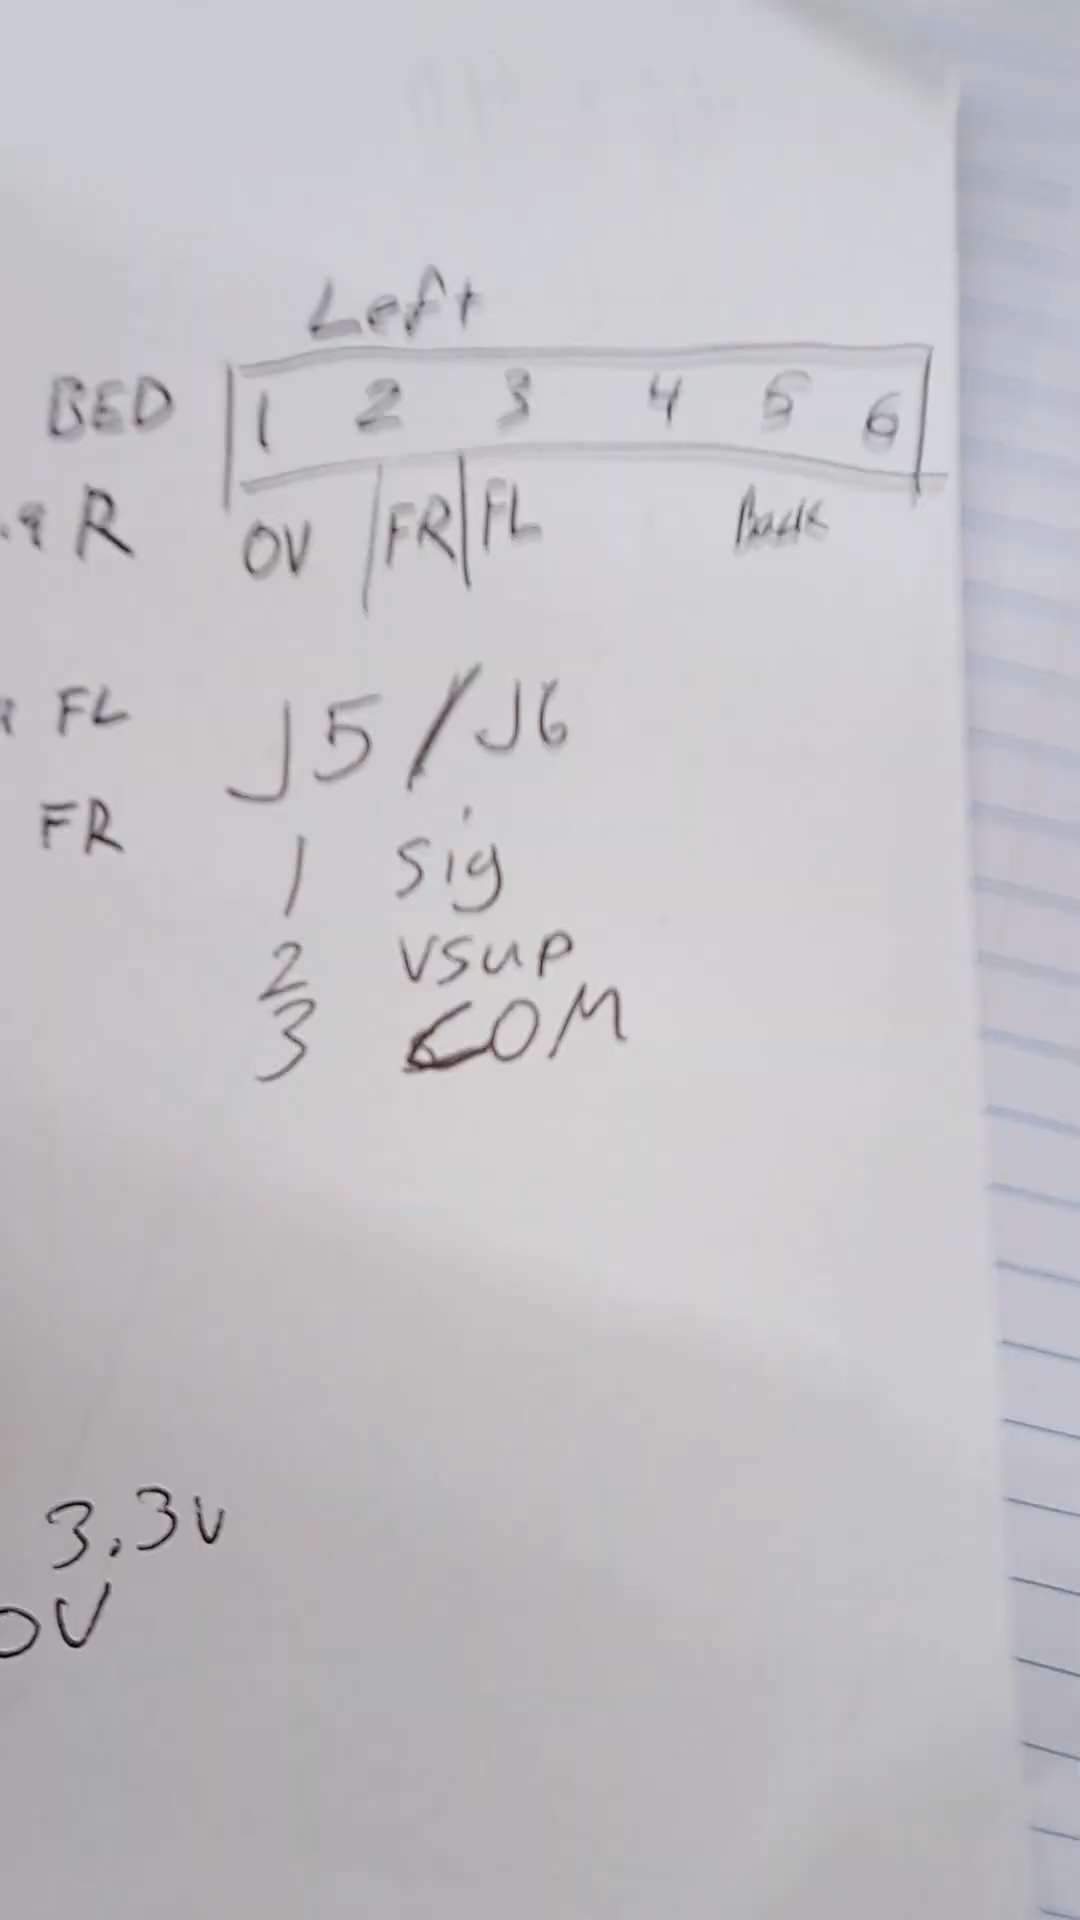 Left
BED 1 2 3 4 5 6
.9 R OV FR FL Back
FL J5/J6
FR
1 sig
2 vsup
3 COM
3.3v
OV